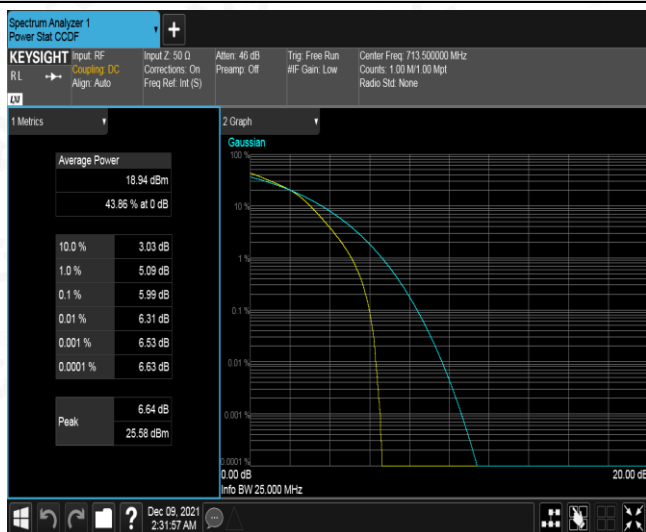 Spectrum Analyzer 1
Power Stat CCDF
+
KEYSIGHT
RL
LXI
Input: RF
Coupling: DC
Align: Auto
Input Z: 50 Ω
Corrections: On
Freq Ref: Int (S)
Atten: 46 dB
Preamp: Off
Trig: Free Run
#IF Gain: Low
Center Freq: 713.500000 MHz
Counts: 1.00 M/1.00 Mpt
Radio Std: None
1 Metrics
Average Power
18.94 dBm
43.86 % at 0 dB
10.0 % 3.03 dB
1.0 % 5.09 dB
0.1 % 5.99 dB
0.01 % 6.31 dB
0.001 % 6.53 dB
0.0001 % 6.63 dB
Peak
6.64 dB
25.58 dBm
2 Graph
Gaussian
100 %
10 %
1 %
0.1 %
0.01 %
0.001 %
0.0001 %
0.00 dB 20.00 dB
Info BW 25.000 MHz
?
Dec 09, 2021
2:31:57 AM